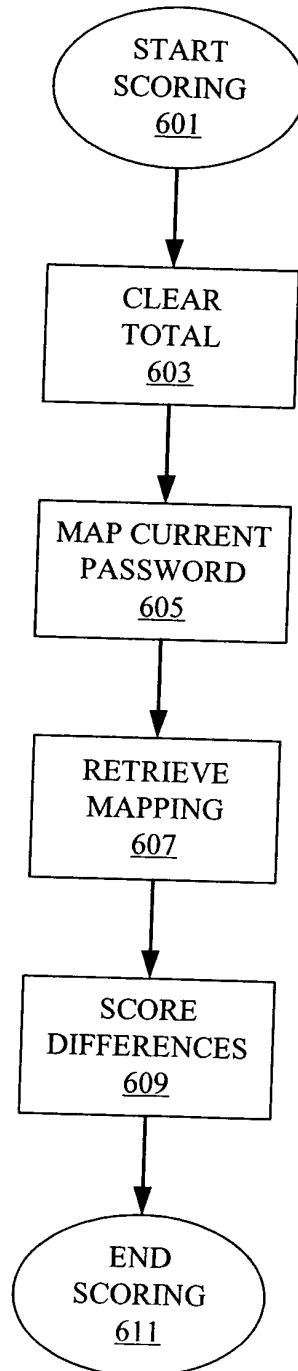 START
SCORING
601
CLEAR
TOTAL
603
MAP CURRENT
PASSWORD
605
RETRIEVE
MAPPING
607
SCORE
DIFFERENCES
609
END
SCORING
611